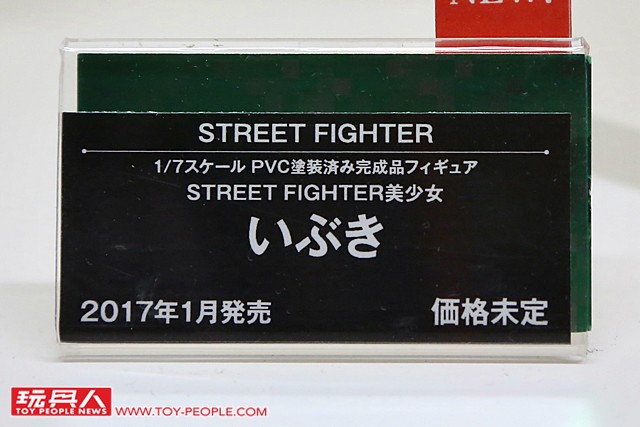 NEW!
STREET FIGHTER
1/7スケール PVC塗装済み完成品フィギュア
STREET FIGHTER美少女
いぶき
2017年1月発売 価格未定
玩具人
TOY PEOPLE NEWS WWW.TOY-PEOPLE.COM